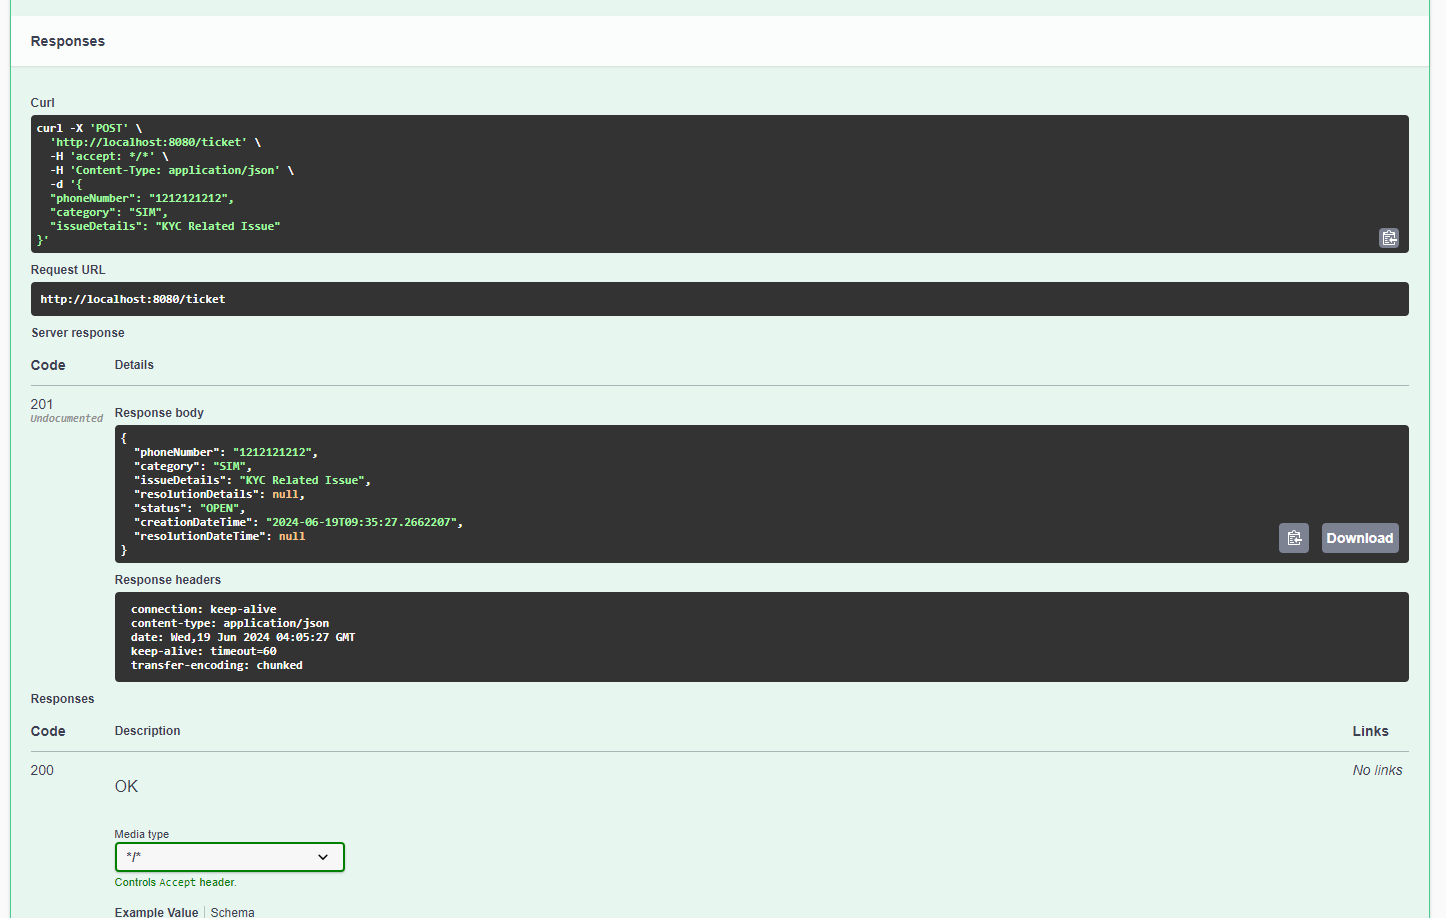 Responses
Curl
curl -X 'POST' \
  'http://localhost:8080/ticket' \
  -H 'accept: */*' \
  -H 'Content-Type: application/json' \
  -d '{
  "phoneNumber": "1212121212",
  "category": "SIM",
  "issueDetails": "KYC Related Issue"
}'
Request URL
http://localhost:8080/ticket
Server response
Code Details
201
Undocumented
Response body
{
  "phoneNumber": "1212121212",
  "category": "SIM",
  "issueDetails": "KYC Related Issue",
  "resolutionDetails": null,
  "status": "OPEN",
  "creationDateTime": "2024-06-19T09:35:27.2662207",
  "resolutionDateTime": null
}
Download
Response headers
connection: keep-alive
content-type: application/json
date: Wed,19 Jun 2024 04:05:27 GMT
keep-alive: timeout=60
transfer-encoding: chunked
Responses
Code Description Links
200 No links
OK
Media type
*/*
Controls Accept header.
Example Value Schema